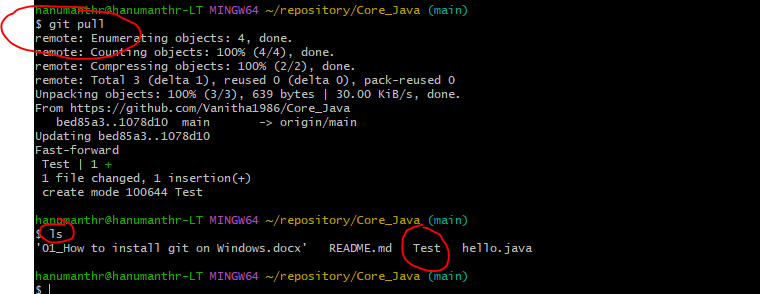 hanumanthr@hanumanthr-LT MINGW64 ~/repository/Core_Java (main)
$ git pull
remote: Enumerating objects: 4, done.
remote: Counting objects: 100% (4/4), done.
remote: Compressing objects: 100% (2/2), done.
remote: Total 3 (delta 1), reused 0 (delta 0), pack-reused 0
Unpacking objects: 100% (3/3), 639 bytes | 30.00 KiB/s, done.
From https://github.com/Vanitha1986/Core_Java
   bed85a3..1078d10  main       -> origin/main
Updating bed85a3..1078d10
Fast-forward
 Test | 1 +
 1 file changed, 1 insertion(+)
 create mode 100644 Test
hanumanthr@hanumanthr-LT MINGW64 ~/repository/Core_Java (main)
$ ls
'01_How to install git on Windows.docx'   README.md   Test   hello.java
hanumanthr@hanumanthr-LT MINGW64 ~/repository/Core_Java (main)
$